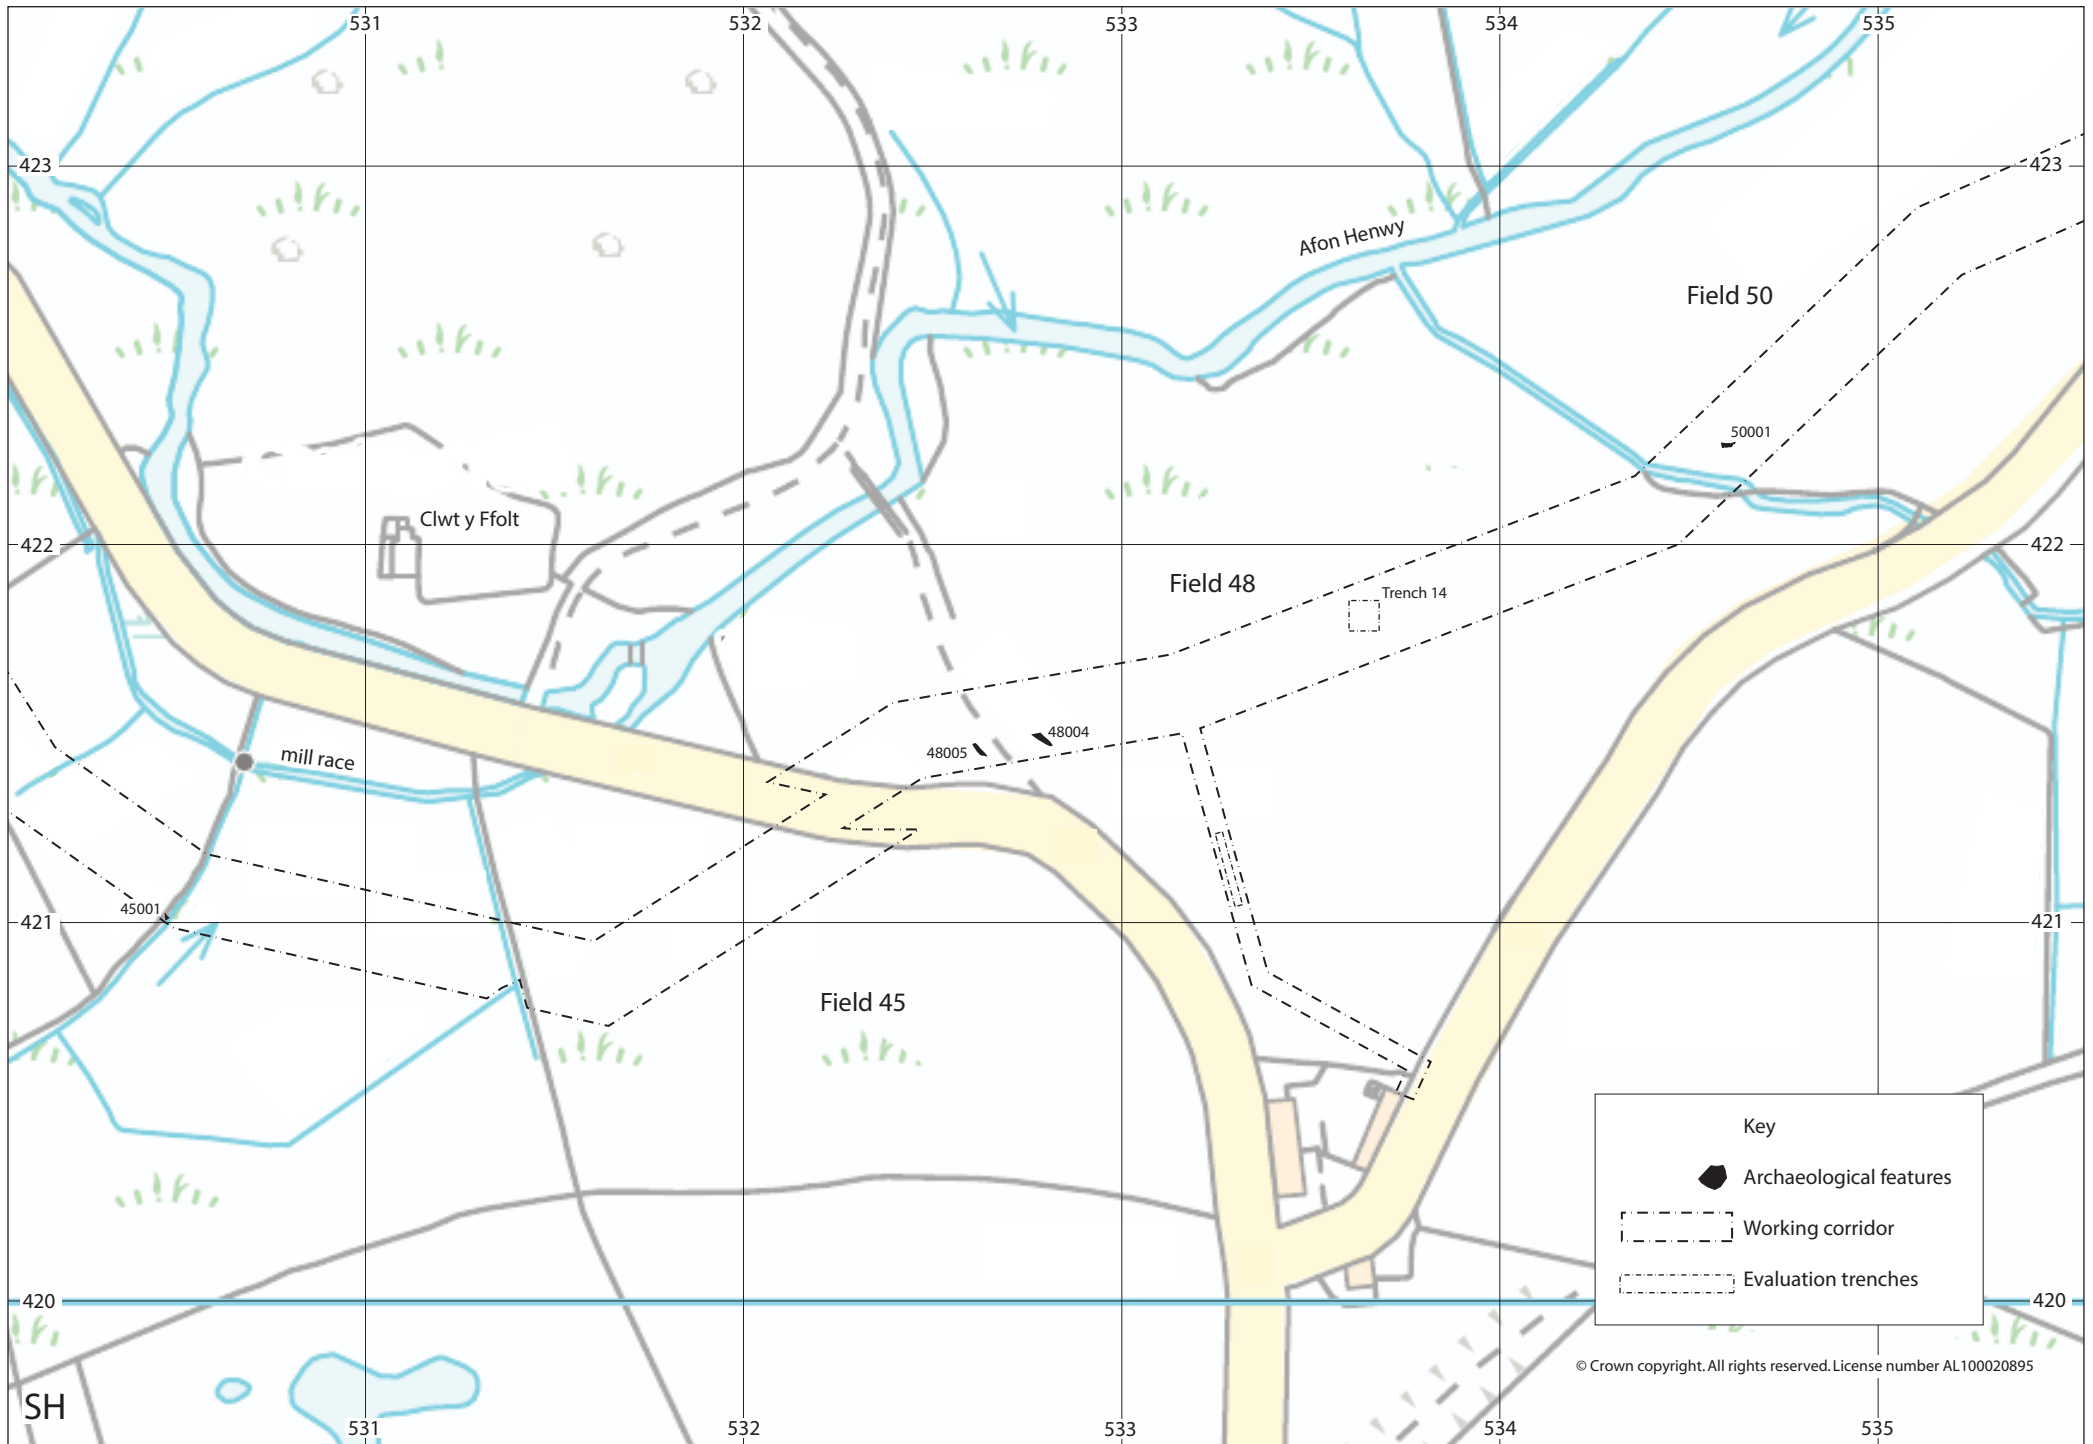 531
532
533
534
535
423
423
Afon Henwy
Field 50
50001
Clwt y Ffolt
422
422
Field 48
Trench 14
48004
48005
mill race
45001
421
421
Field 45
Key
Archaeological features
Working corridor
Evaluation trenches
420
420
© Crown copyright. All rights reserved. License number AL100020895
SH
531
532
533
534
535